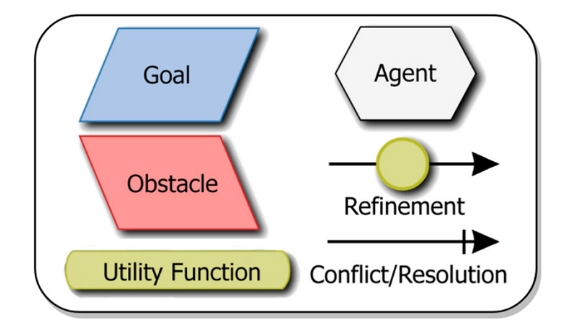 Goal
Agent
Obstacle
Refinement
Utility Function
Conflict/Resolution